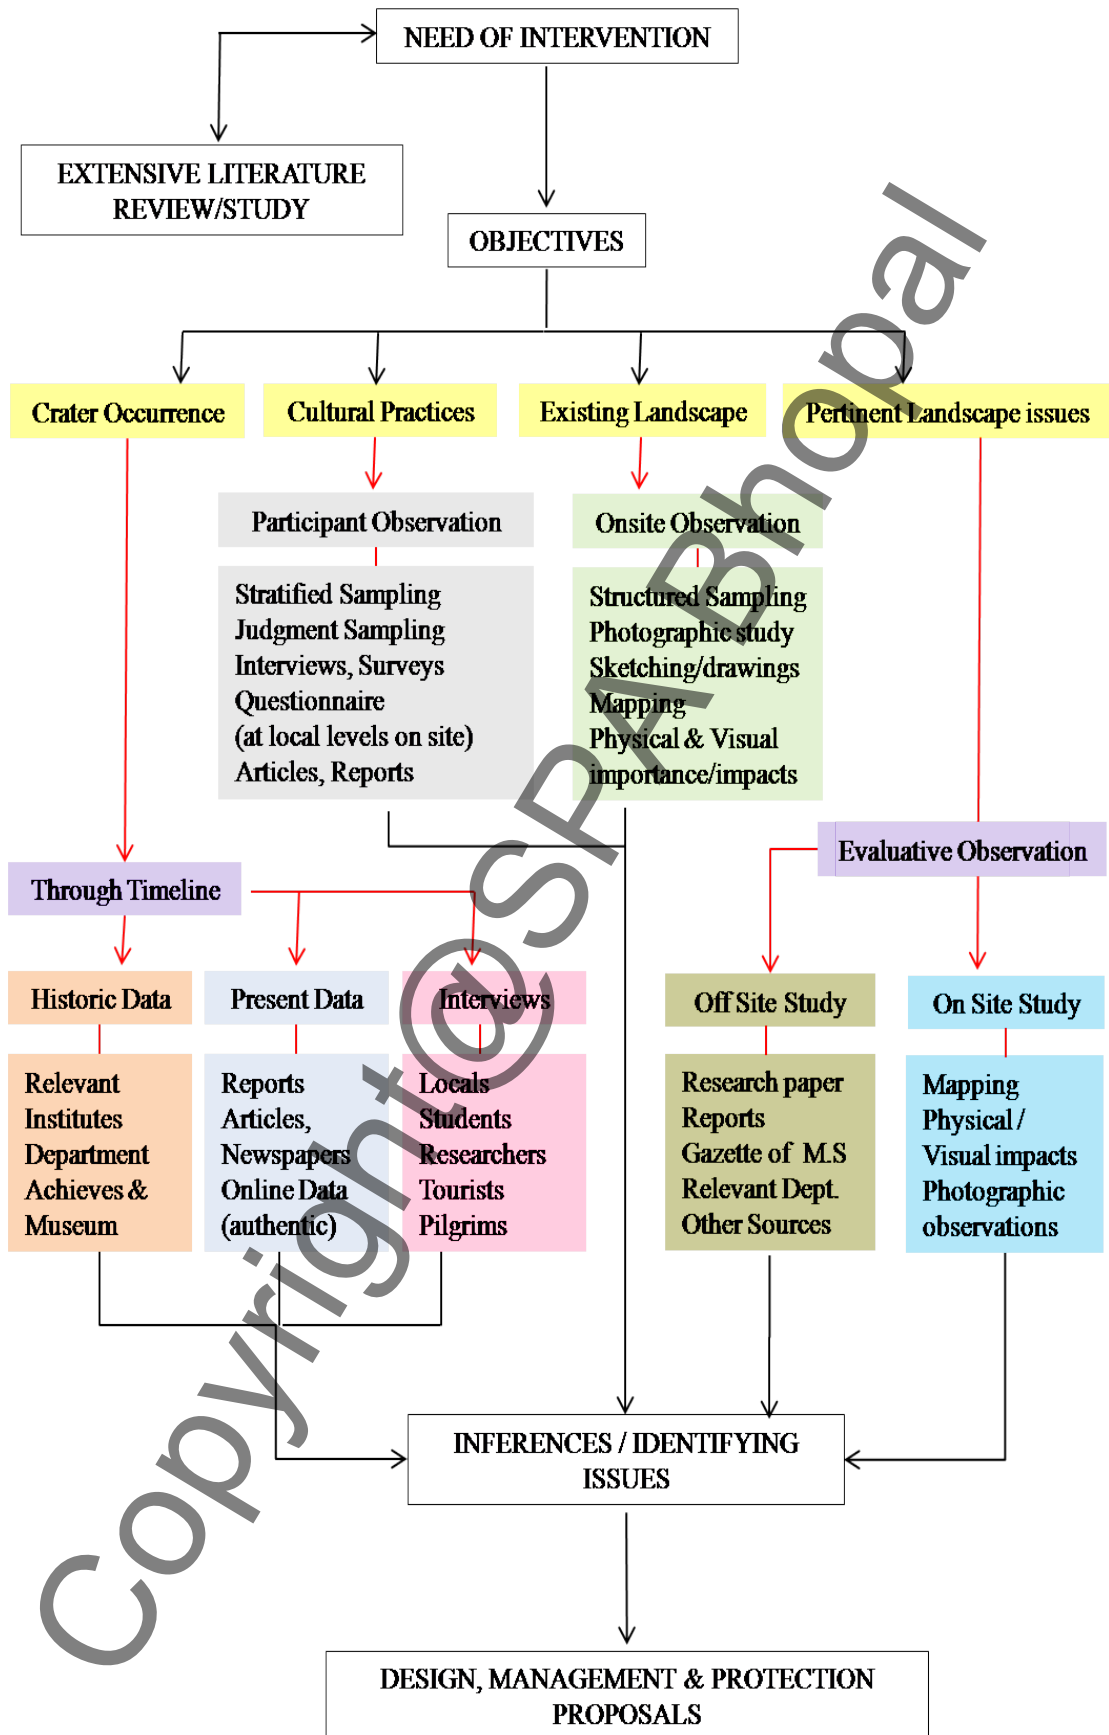 NEED OF INTERVENTION
EXTENSIVE LITERATURE
REVIEW/STUDY
OBJECTIVES
Crater Occurrence
Cultural Practices
Existing Landscape
Pertinent Landscape issues
Participant Observation
Stratified Sampling
Judgment Sampling
Interviews, Surveys
Questionnaire
(at local levels on site)
Articles, Reports
Onsite Observation
Structured Sampling
Photographic study
Sketching/drawings
Mapping
Physical & Visual
importance/impacts
Evaluative Observation
Through Timeline
Historic Data
Relevant
Institutes
Department
Achieves &
Museum
Present Data
Reports
Articles,
Newspapers
Online Data
(authentic)
Interviews
Locals
Students
Researchers
Tourists
Pilgrims
Off Site Study
Research paper
Reports
Gazette of M.S
Relevant Dept.
Other Sources
On Site Study
Mapping
Physical /
Visual impacts
Photographic
observations
INFERENCES / IDENTIFYING
ISSUES
DESIGN, MANAGEMENT & PROTECTION
PROPOSALS
Copyright@SPA Bhopal